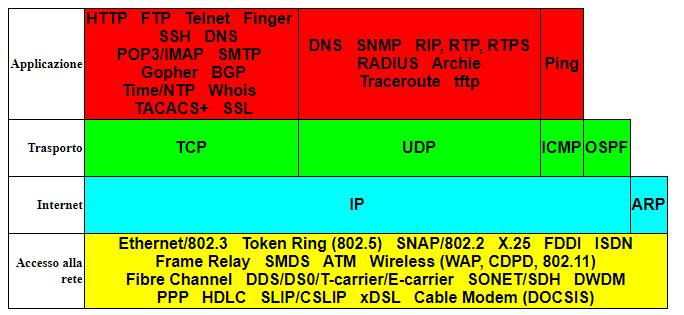 Applicazione
HTTP FTP Telnet Finger
SSH DNS
POP3/IMAP SMTP
Gopher BGP
Time/NTP Whois
TACACS+ SSL
DNS SNMP RIP, RTP, RTPS
RADIUS Archie
Traceroute tftp
Ping
Trasporto
TCP
UDP
ICMP
OSPF
Internet
IP
ARP
Accesso alla
rete
Ethernet/802.3 Token Ring (802.5) SNAP/802.2 X.25 FDDI ISDN
Frame Relay SMDS ATM Wireless (WAP, CDPD, 802.11)
Fibre Channel DDS/DS0/T-carrier/E-carrier SONET/SDH DWDM
PPP HDLC SLIP/CSLIP xDSL Cable Modem (DOCSIS)